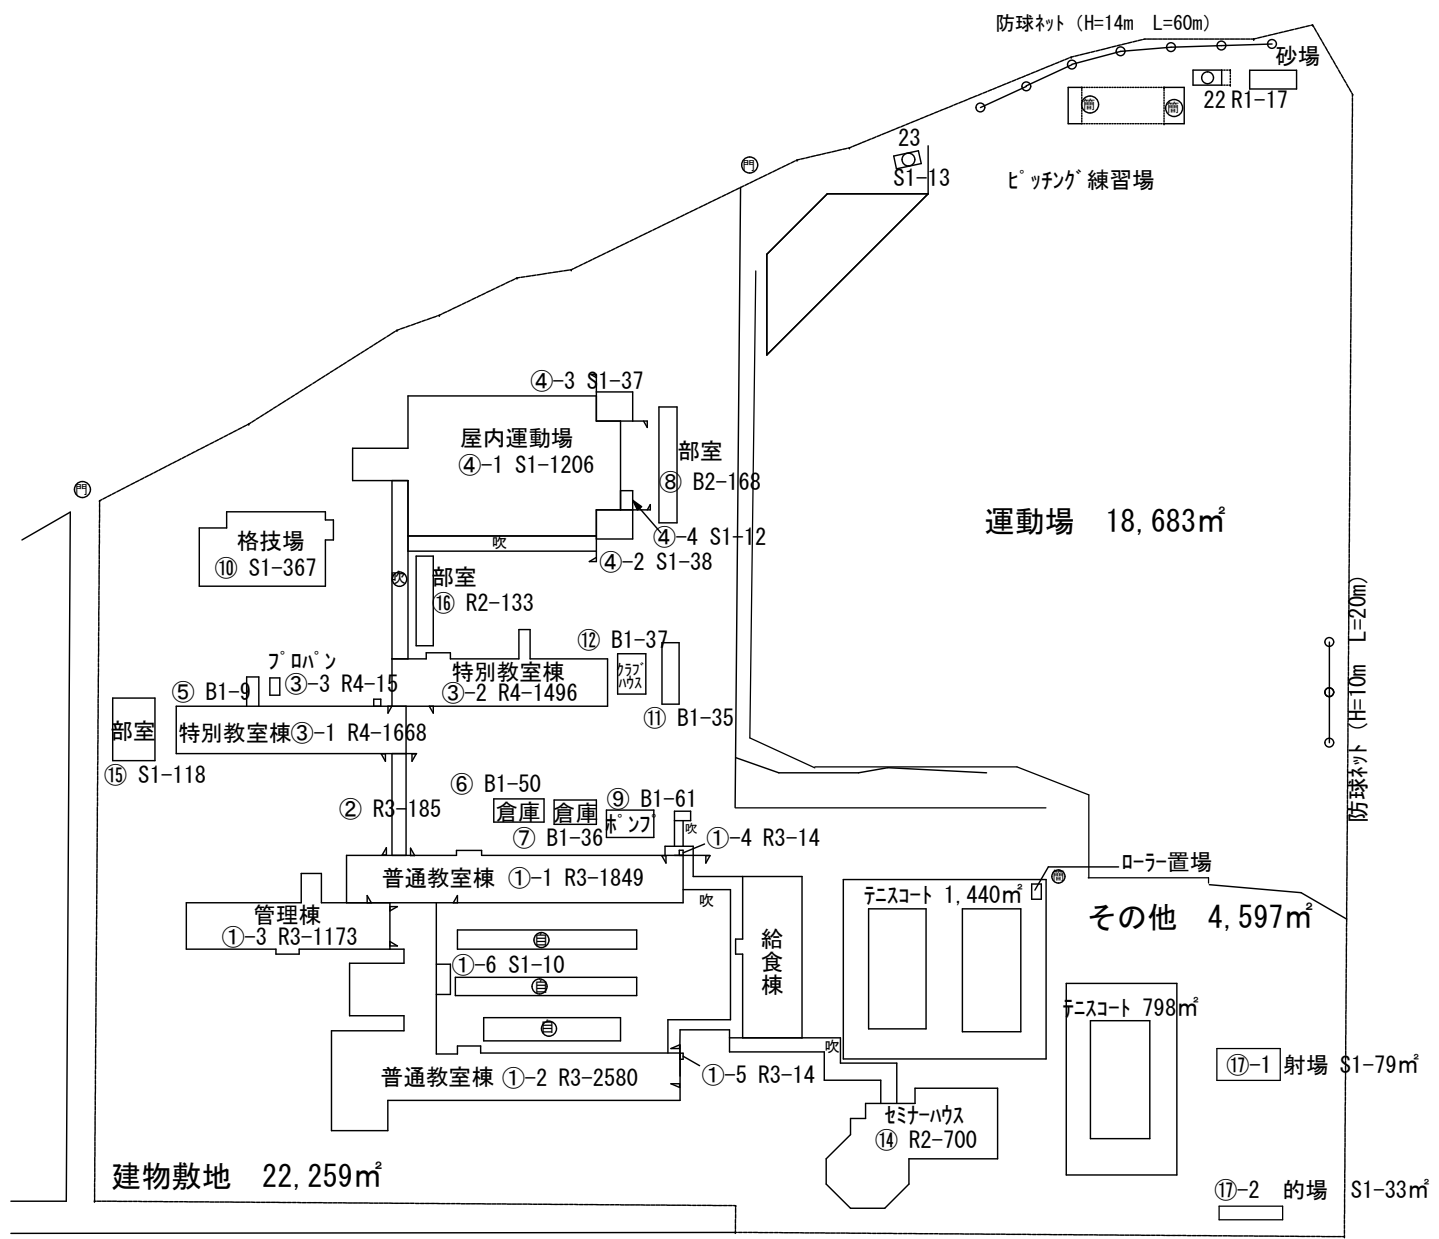 防球ネット (H=14m L=60m)
砂場
22 R1-17
高
高
23
S1-13
ピッチング練習場
門
④-3 S1-37
屋内運動場
④-1 S1-1206
部室
⑧ B2-168
門
運動場 18,683㎡
格技場
⑩ S1-367
吹
④-4 S1-12
④-2 S1-38
吹
部室
⑯ R2-133
防球ネット (H=10m L=20m)
プロパン
③-3 R4-15
⑤ B1-9
特別教室棟
③-2 R4-1496
⑫ B1-37
クラブ
ハウス
⑪ B1-35
部室
⑮ S1-118
特別教室棟③-1 R4-1668
② R3-185
⑥ B1-50
倉庫
倉庫
⑦ B1-36
⑨ B1-61
ポンプ
吹
①-4 R3-14
普通教室棟 ①-1 R3-1849
ローラー置場
高
管理棟
①-3 R3-1173
吹
テニスコート 1,440㎡
その他 4,597㎡
自
①-6 S1-10
自
自
給食棟
テニスコート 798㎡
吹
普通教室棟 ①-2 R3-2580
①-5 R3-14
⑰-1 射場 S1-79㎡
セミナーハウス
⑭ R2-700
建物敷地 22,259㎡
⑰-2 的場 S1-33㎡